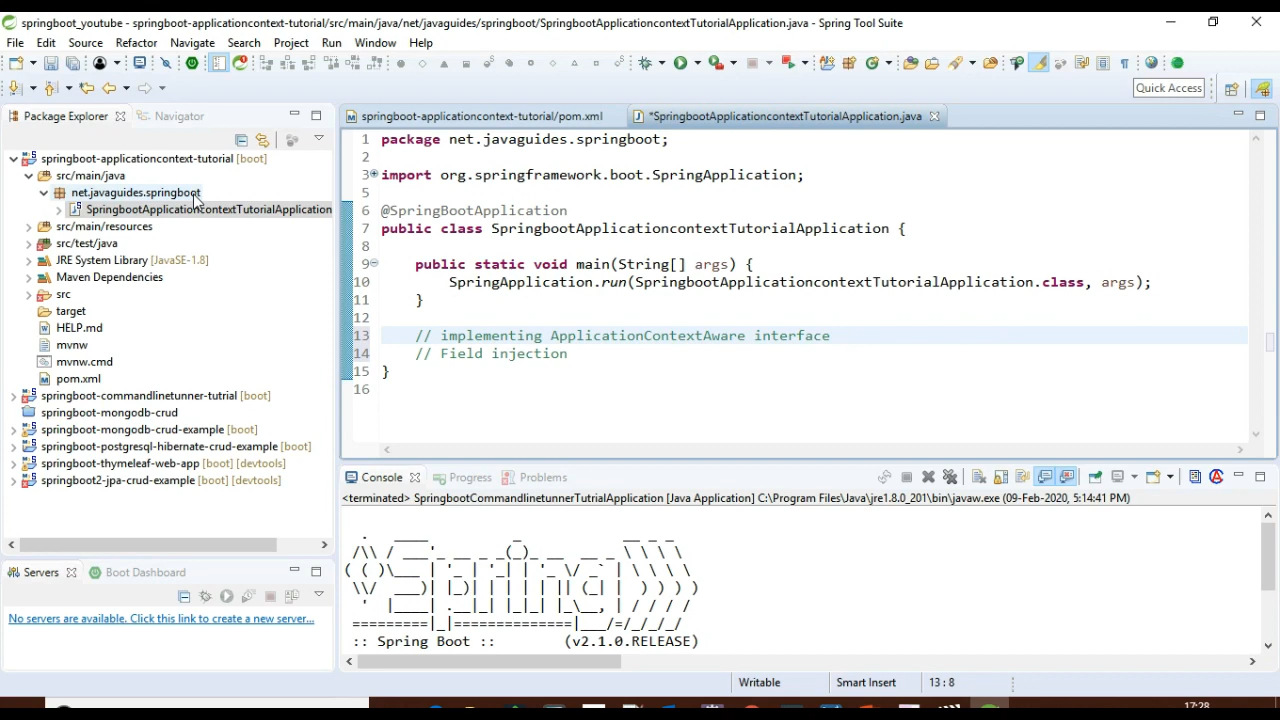 springboot_youtube - springboot-applicationcontext-tutorial/src/main/java/net/javaguides/springboot/SpringbootApplicationcontextTutorialApplication.java - Spring Tool Suite
File Edit Source Refactor Navigate Search Project Run Window Help
Quick Access
Package Explorer Navigator
springboot-applicationcontext-tutorial [boot]
src/main/java
net.javaguides.springboot
SpringbootApplicationcontextTutorialApplication
src/main/resources
src/test/java
JRE System Library [JavaSE-1.8]
Maven Dependencies
src
target
HELP.md
mvnw
mvnw.cmd
pom.xml
springboot-commandlinetunner-tutrial [boot]
springboot-mongodb-crud
springboot-mongodb-crud-example [boot]
springboot-postgresql-hibernate-crud-example [boot]
springboot-thymeleaf-web-app [boot] [devtools]
springboot2-jpa-crud-example [boot] [devtools]
Servers Boot Dashboard
No servers are available. Click this link to create a new server...
springboot-applicationcontext-tutorial/pom.xml *SpringbootApplicationcontextTutorialApplication.java
1 package net.javaguides.springboot;
2
3 import org.springframework.boot.SpringApplication;
5
6 @SpringBootApplication
7 public class SpringbootApplicationcontextTutorialApplication {
8
9 public static void main(String[] args) {
10 SpringApplication.run(SpringbootApplicationcontextTutorialApplication.class, args);
11 }
12
13 // implementing ApplicationContextAware interface
14 // Field injection
15 }
16
Console Progress Problems
<terminated> SpringbootCommandlinetunnerTutrialApplication [Java Application] C:\Program Files\Java\jre1.8.0_201\bin\javaw.exe (09-Feb-2020, 5:14:41 PM)
:: Spring Boot :: (v2.1.0.RELEASE)
Writable Smart Insert 13 : 8
17:28